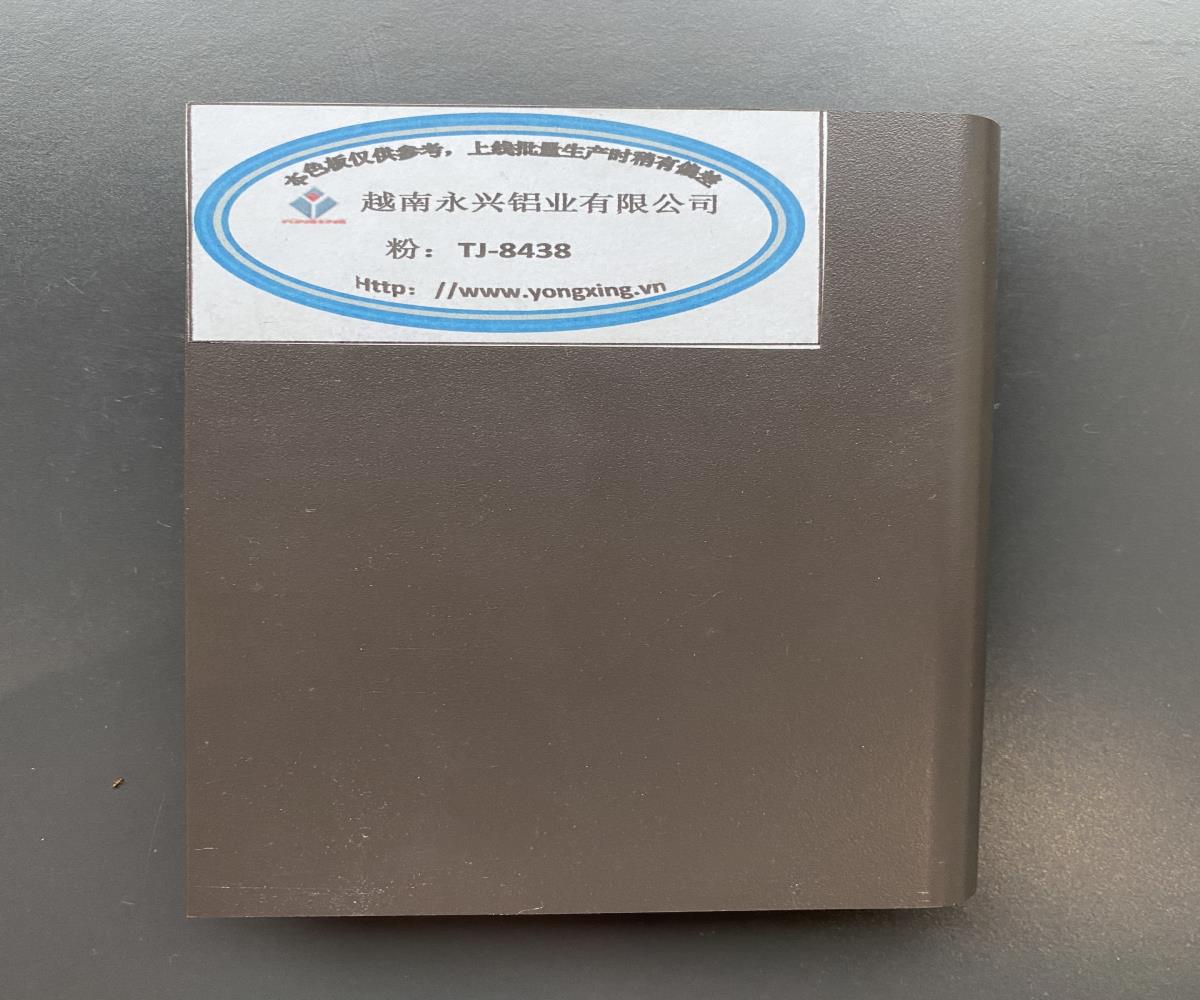 本色板仅供参考，上线批量生产时稍有偏差
YONGXING
越南永兴铝业有限公司
粉：TJ-8438
Http：//www.yongxing.vn